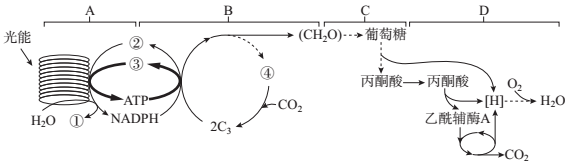 A B C D
光能
②
③
ATP
NADPH
H₂O
①
(CH₂O)
④
CO₂
2C₃
葡萄糖
丙酮酸
丙酮酸
[H]
O₂
H₂O
乙酰辅酶A
CO₂